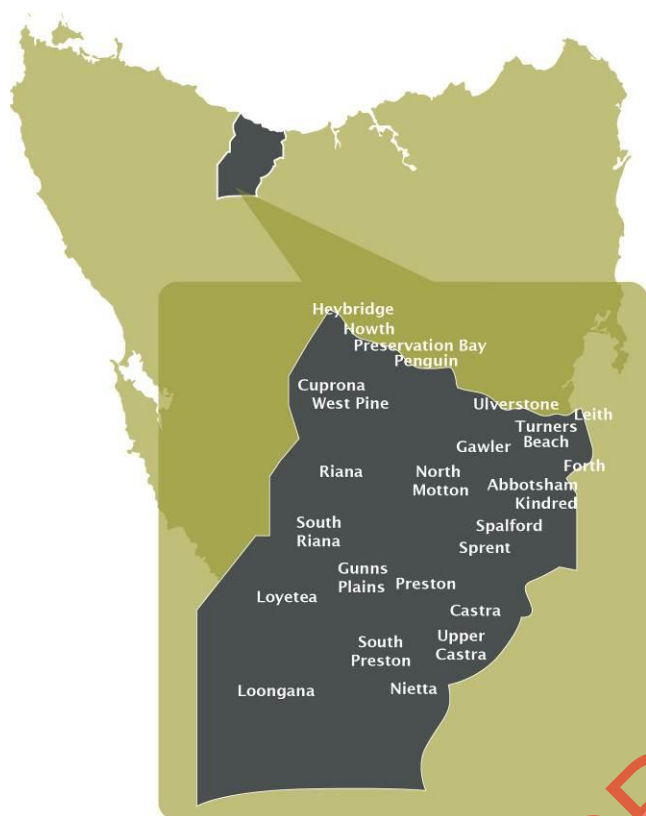 Heybridge
Howth
Preservation Bay
Penguin
Cuprona
West Pine
Ulverstone
Leith
Turners
Beach
Gawler
Forth
Riana
North
Motton
Abbotsham
Kindred
South
Riana
Spalford
Sprent
Gunns
Plains
Preston
Loyetea
Castra
Upper
Castra
South
Preston
Loongana
Nietta